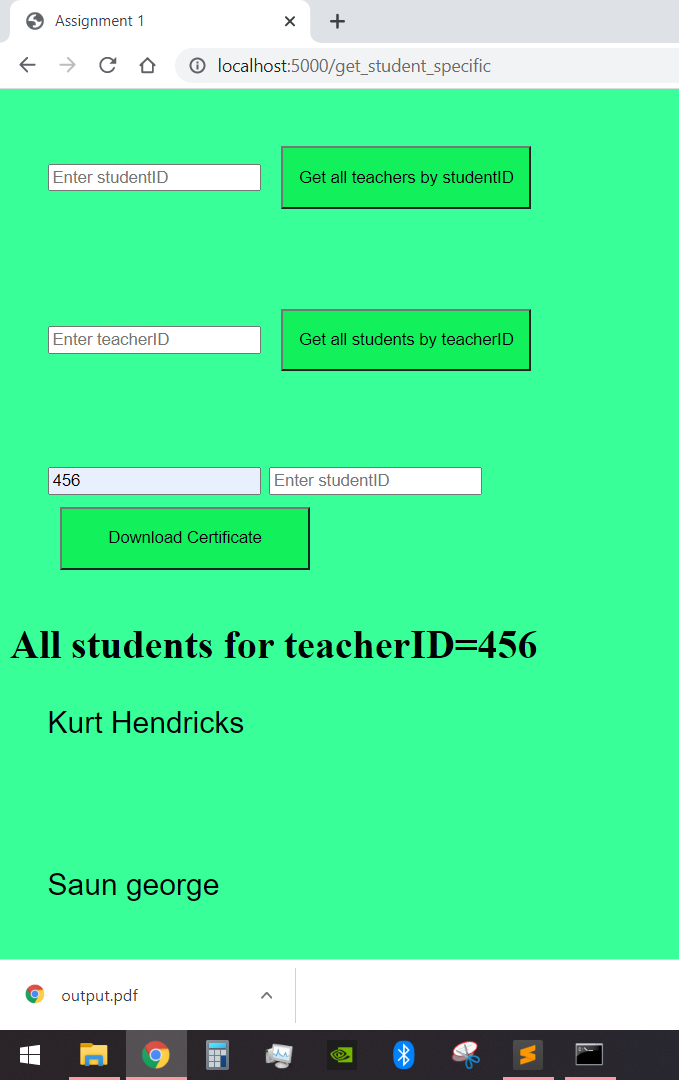 Assignment 1
localhost:5000/get_student_specific
Enter studentID Get all teachers by studentID
Enter teacherID Get all students by teacherID
456 Enter studentID
Download Certificate
All students for teacherID=456
Kurt Hendricks
Saun george
output.pdf